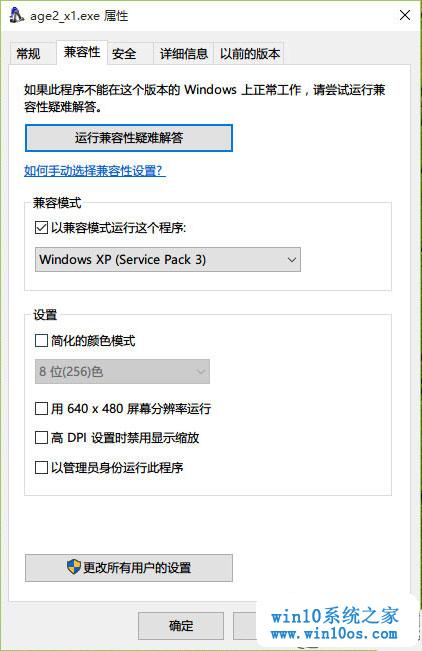 age2_x1.exe 属性
常规 兼容性 安全 详细信息 以前的版本
如果此程序不能在这个版本的 Windows 上正常工作，请尝试运行兼
容性疑难解答。
运行兼容性疑难解答
如何手动选择兼容性设置?
兼容模式
以兼容模式运行这个程序:
Windows XP (Service Pack 3)
设置
简化的颜色模式
8 位(256)色
用 640 x 480 屏幕分辨率运行
高 DPI 设置时禁用显示缩放
以管理员身份运行此程序
更改所有用户的设置
确定
win10系统之家
www.win10os.com